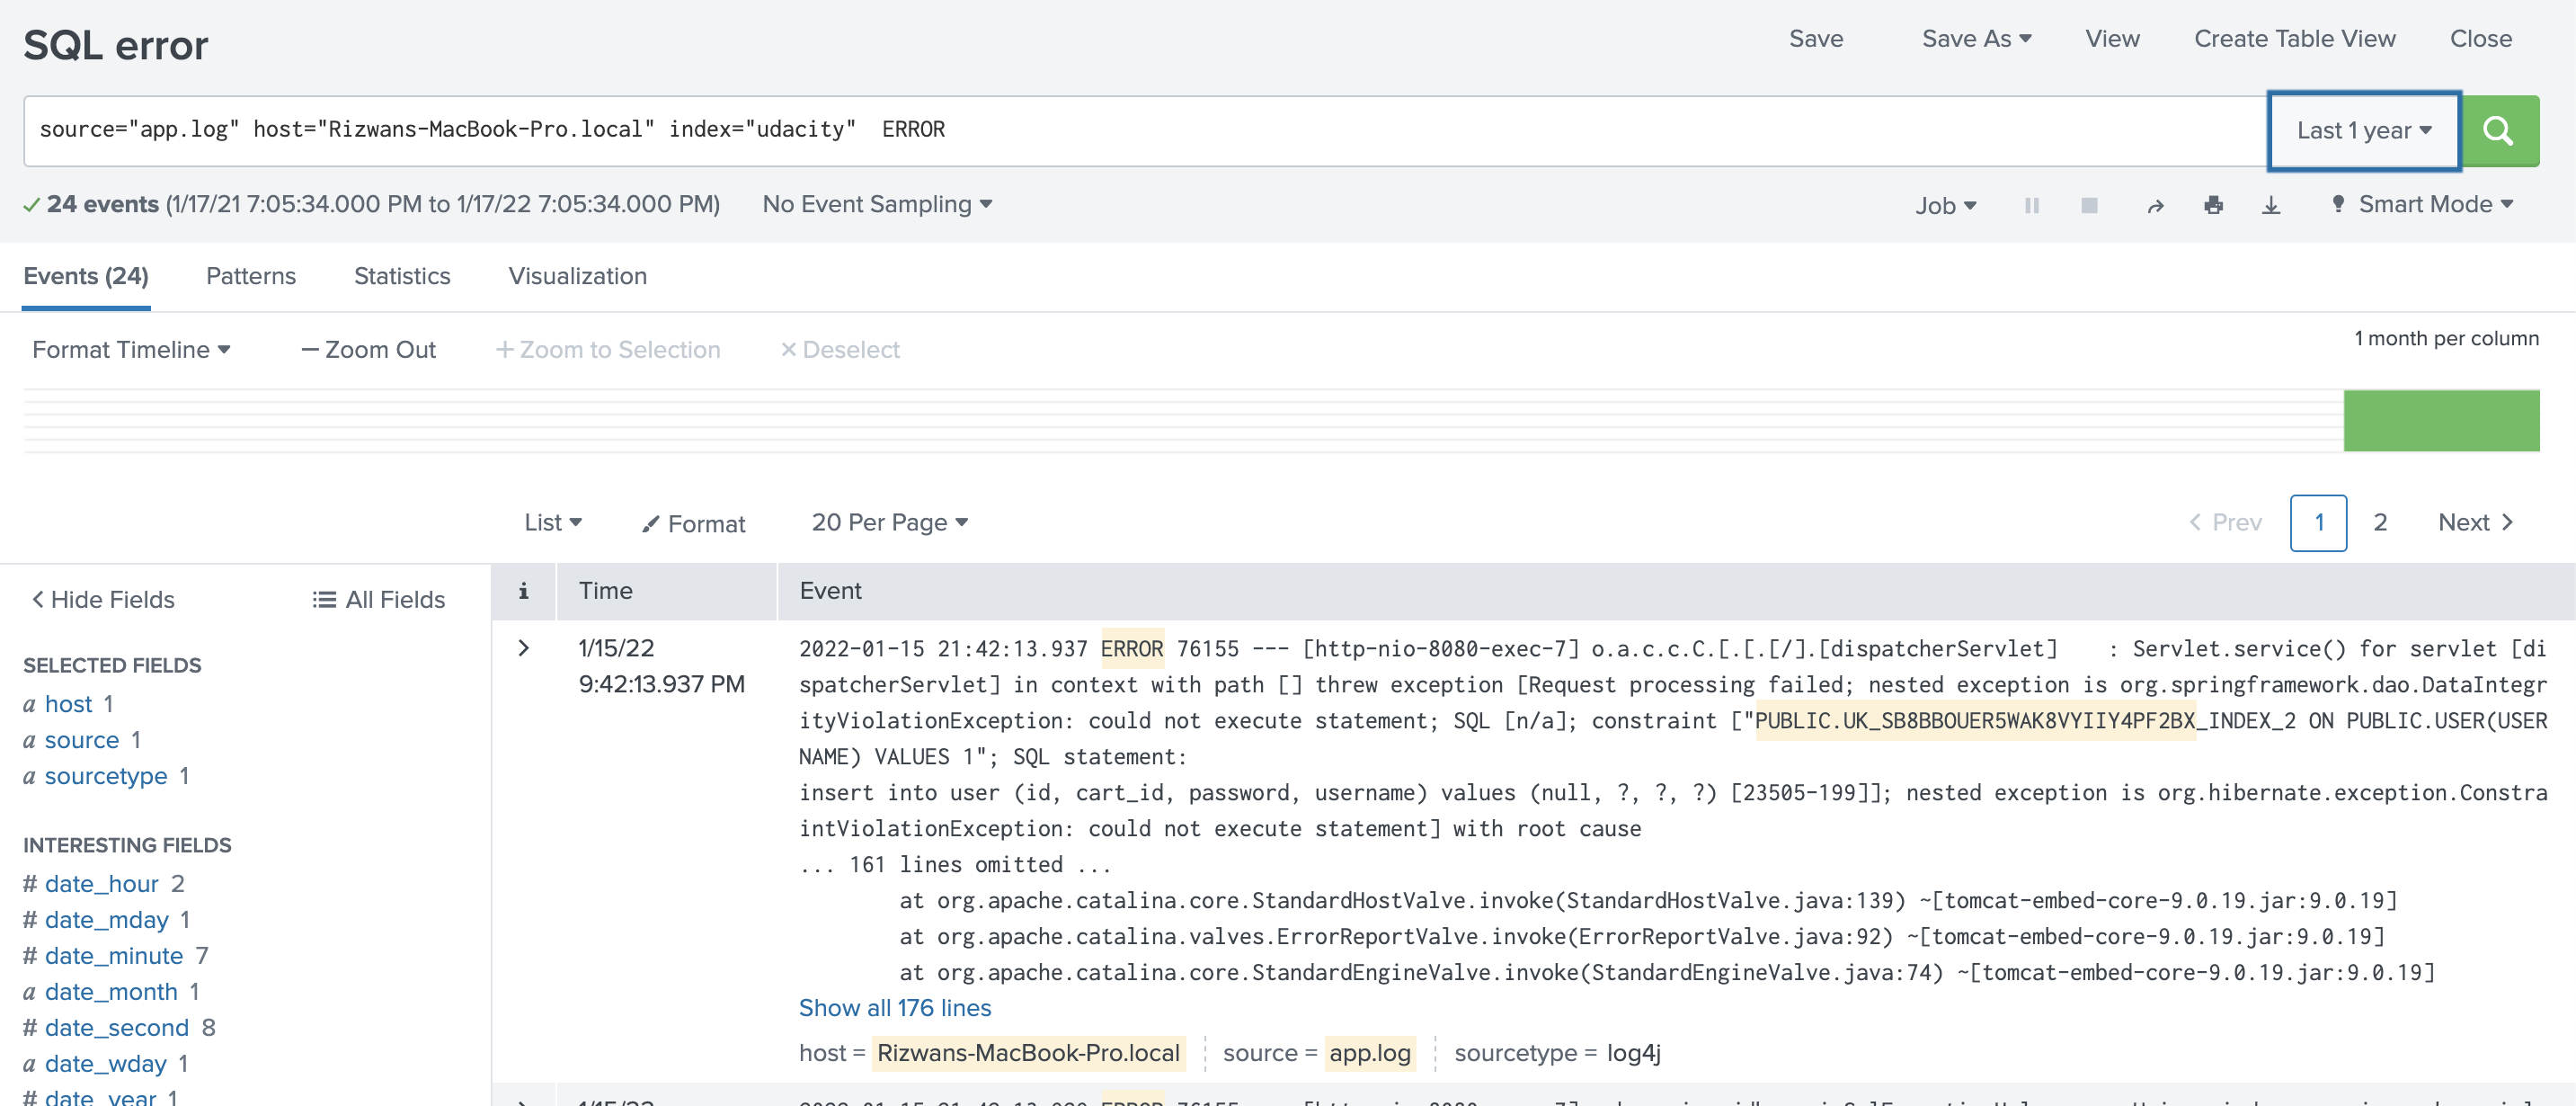 SQL error
Save
Save As
View
Create Table View
Close
source="app.log" host="Rizwans-MacBook-Pro.local" index="udacity"  ERROR
Last 1 year
24 events (1/17/21 7:05:34.000 PM to 1/17/22 7:05:34.000 PM)
No Event Sampling
Job
Smart Mode
Events (24)
Patterns
Statistics
Visualization
Format Timeline
— Zoom Out
+ Zoom to Selection
× Deselect
1 month per column
List
Format
20 Per Page
< Prev
1
2
Next >
< Hide Fields
All Fields
SELECTED FIELDS
a host 1
a source 1
a sourcetype 1
INTERESTING FIELDS
# date_hour 2
# date_mday 1
# date_minute 7
a date_month 1
# date_second 8
a date_wday 1
# date_year 1
i
Time
Event
> 1/15/22
9:42:13.937 PM
2022-01-15 21:42:13.937 ERROR 76155 --- [http-nio-8080-exec-7] o.a.c.c.C.[.[.[/].[dispatcherServlet]    : Servlet.service() for servlet [di
spatcherServlet] in context with path [] threw exception [Request processing failed; nested exception is org.springframework.dao.DataIntegr
ityViolationException: could not execute statement; SQL [n/a]; constraint ["PUBLIC.UK_SB8BBOUER5WAK8VYIIY4PF2BX_INDEX_2 ON PUBLIC.USER(USER
NAME) VALUES 1"; SQL statement:
insert into user (id, cart_id, password, username) values (null, ?, ?, ?) [23505-199]]; nested exception is org.hibernate.exception.Constra
intViolationException: could not execute statement] with root cause
... 161 lines omitted ...
at org.apache.catalina.core.StandardHostValve.invoke(StandardHostValve.java:139) ~[tomcat-embed-core-9.0.19.jar:9.0.19]
at org.apache.catalina.valves.ErrorReportValve.invoke(ErrorReportValve.java:92) ~[tomcat-embed-core-9.0.19.jar:9.0.19]
at org.apache.catalina.core.StandardEngineValve.invoke(StandardEngineValve.java:74) ~[tomcat-embed-core-9.0.19.jar:9.0.19]
Show all 176 lines
host = Rizwans-MacBook-Pro.local
source = app.log
sourcetype = log4j